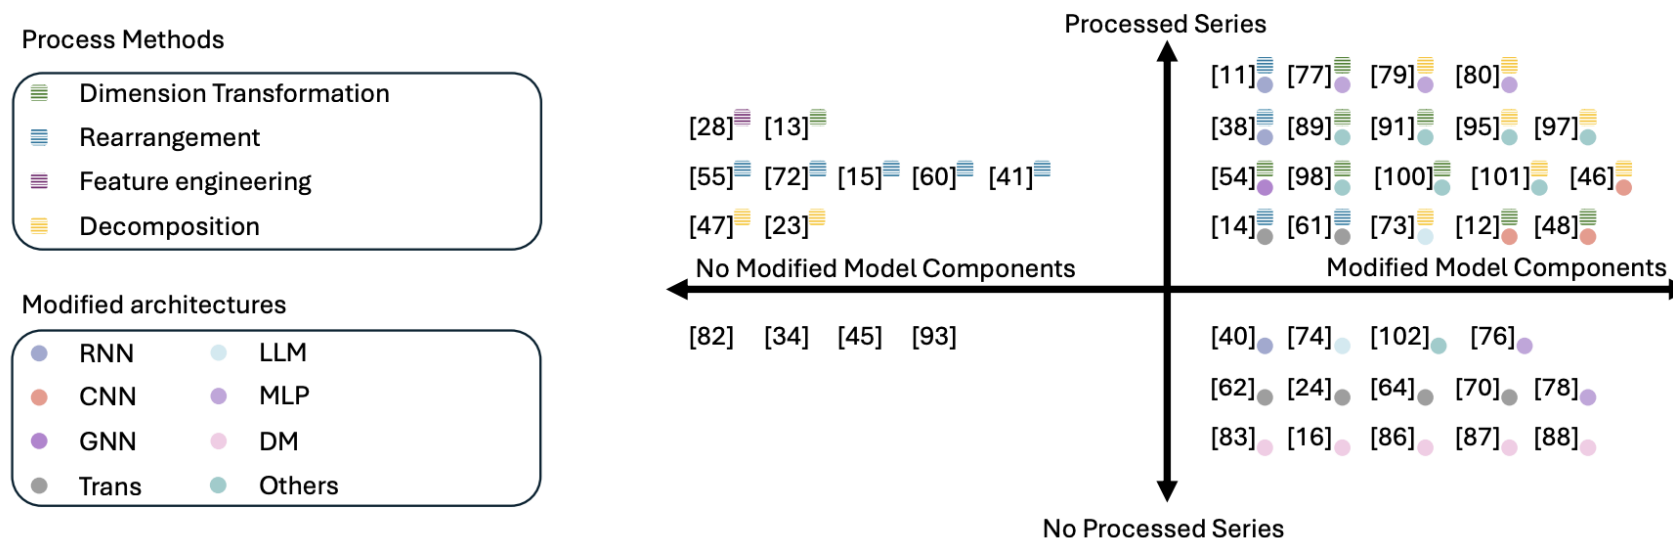 Process Methods
Dimension Transformation
Rearrangement
Feature engineering
Decomposition
Modified architectures
RNN LLM
CNN MLP
GNN DM
Trans Others
Processed Series
[11] [77] [79] [80]
[28] [13] [38] [89] [91] [95] [97]
[55] [72] [15] [60] [41] [54] [98] [100] [101] [46]
[47] [23] [14] [61] [73] [12] [48]
No Modified Model Components Modified Model Components
[82] [34] [45] [93] [40] [74] [102] [76]
[62] [24] [64] [70] [78]
[83] [16] [86] [87] [88]
No Processed Series